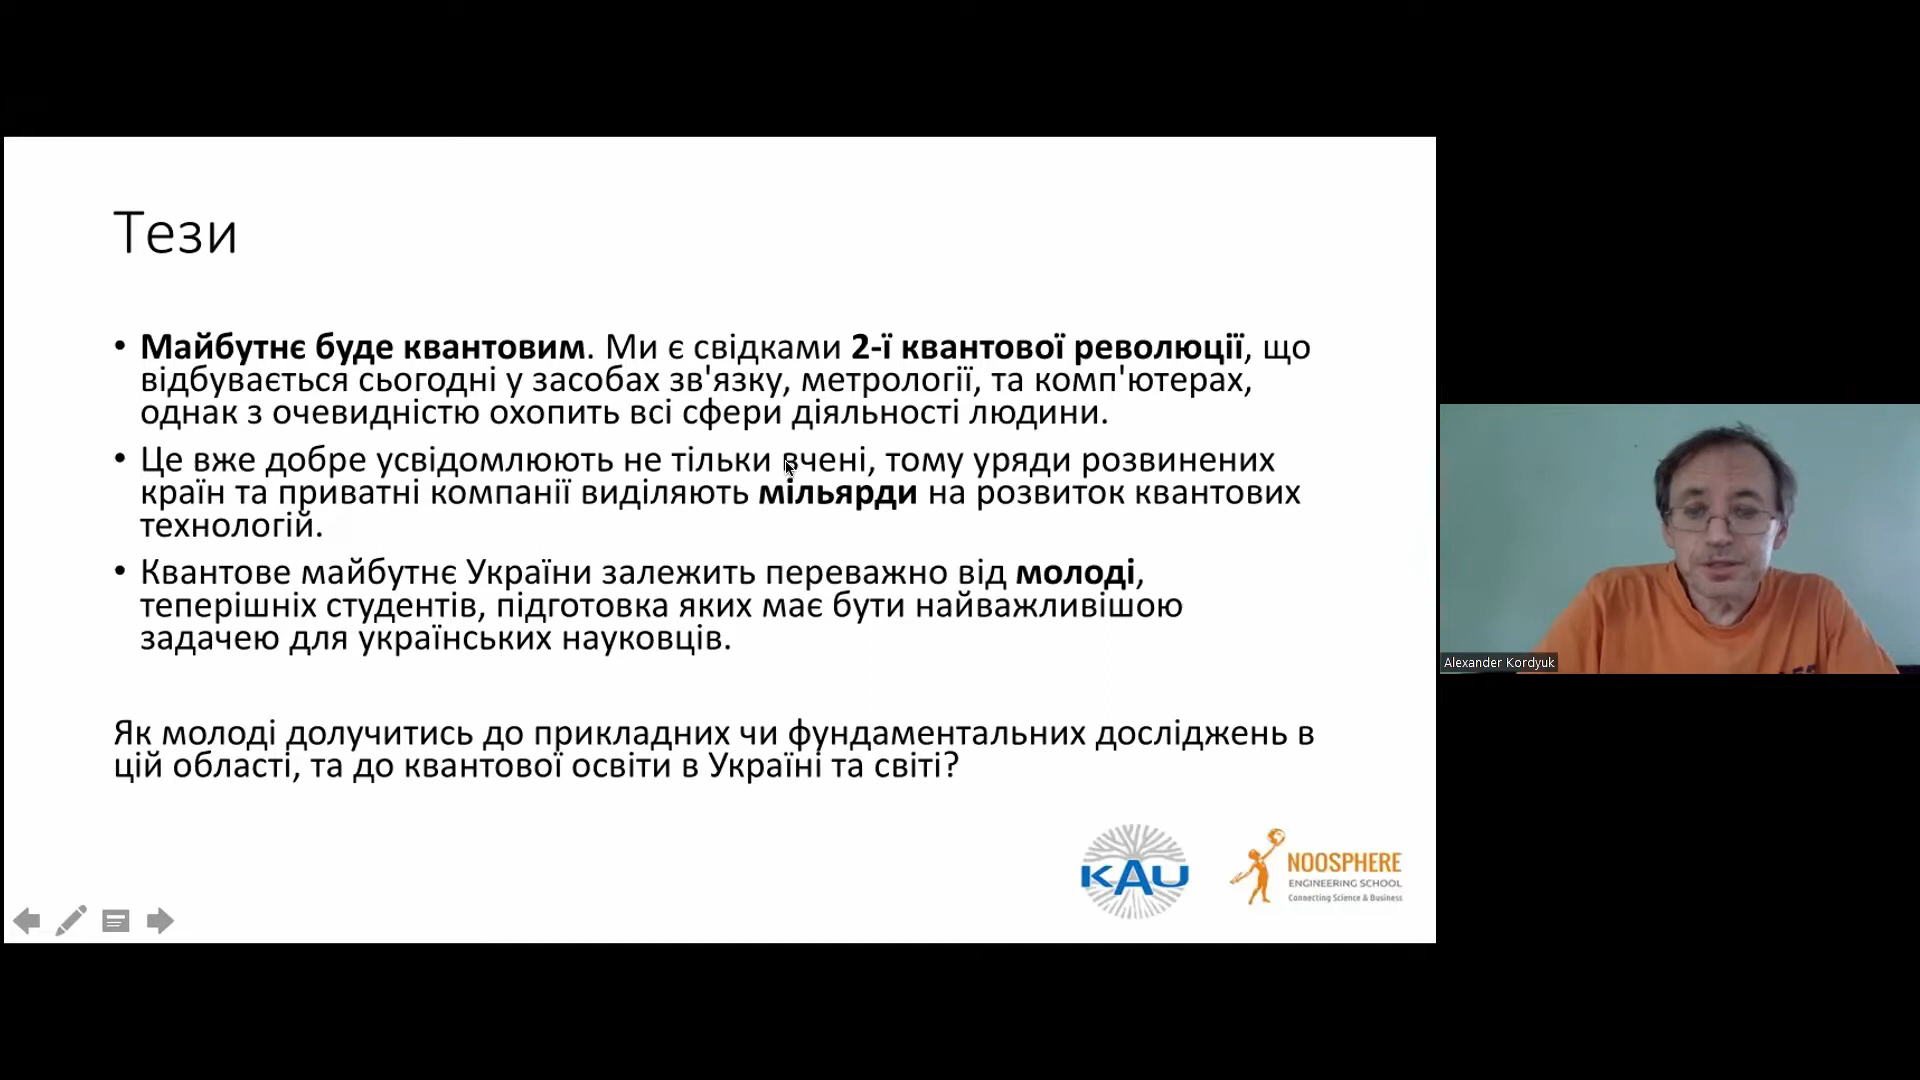 Тези
• Майбутнє буде квантовим. Ми є свідками 2-ї квантової революції, що
відбувається сьогодні у засобах зв'язку, метрології, та комп'ютерах,
однак з очевидністю охопить всі сфери діяльності людини.
• Це вже добре усвідомлюють не тільки вчені, тому уряди розвинених
країн та приватні компанії виділяють мільярди на розвиток квантових
технологій.
• Квантове майбутнє України залежить переважно від молоді,
теперішніх студентів, підготовка яких має бути найважливішою
задачею для українських науковців.
Як молоді долучитись до прикладних чи фундаментальних досліджень в
цій області, та до квантової освіти в Україні та світі?
KAU
NOOSPHERE
ENGINEERING SCHOOL
Connecting Science & Business
Alexander Kordyuk